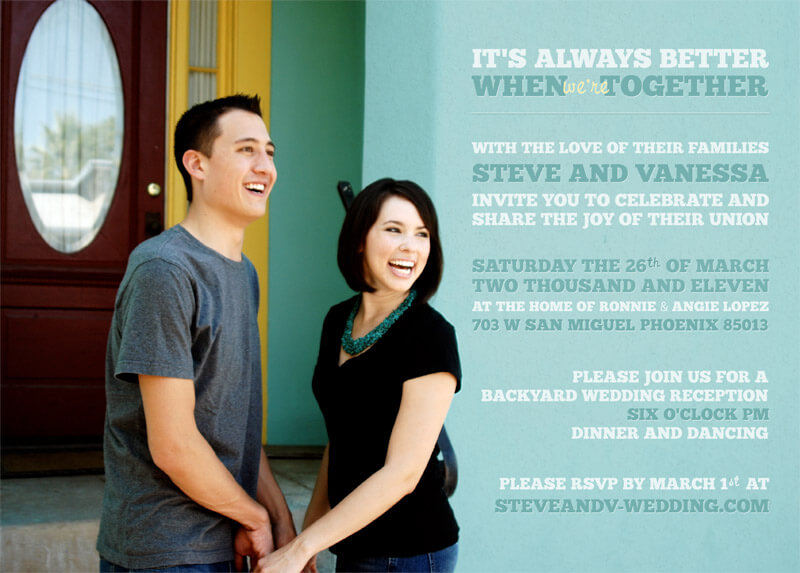 IT'S ALWAYS BETTER
WHEN we're TOGETHER
WITH THE LOVE OF THEIR FAMILIES
STEVE AND VANESSA
INVITE YOU TO CELEBRATE AND
SHARE THE JOY OF THEIR UNION
SATURDAY THE 26th OF MARCH
TWO THOUSAND AND ELEVEN
AT THE HOME OF RONNIE & ANGIE LOPEZ
703 W SAN MIGUEL PHOENIX 85013
PLEASE JOIN US FOR A
BACKYARD WEDDING RECEPTION
SIX O'CLOCK PM
DINNER AND DANCING
PLEASE RSVP BY MARCH 1st AT
STEVEANDV-WEDDING.COM